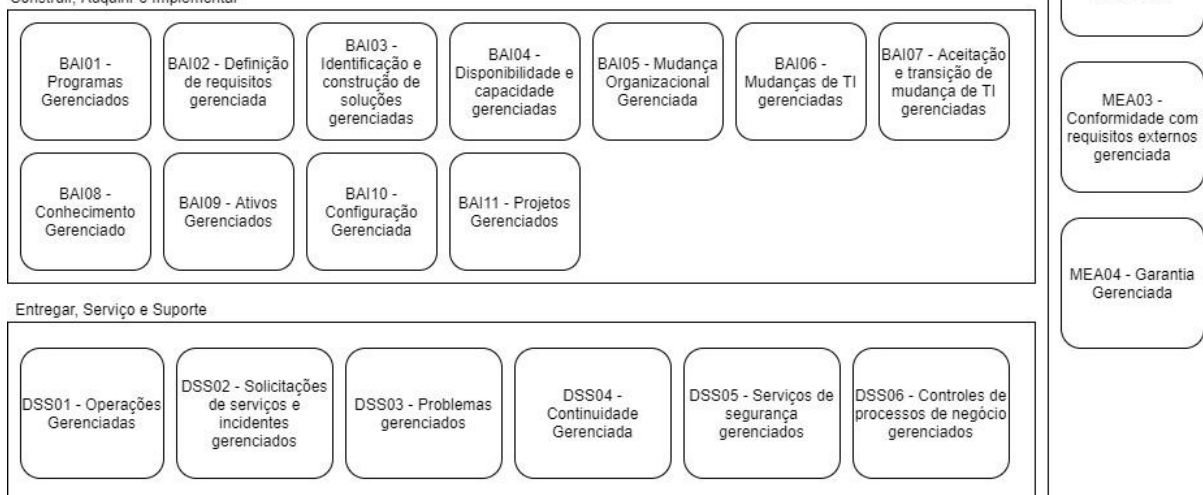 Construir, Adquirir e Implementar
BAI01 -
Programas
Gerenciados
BAI02 - Definição
de requisitos
gerenciada
BAI03 -
Identificação e
construção de
soluções
gerenciadas
BAI04 -
Disponibilidade e
capacidade
gerenciadas
BAI05 - Mudança
Organizacional
Gerenciada
BAI06 -
Mudanças de TI
gerenciadas
BAI07 - Aceitação
e transição de
mudança de TI
gerenciadas
BAI08 -
Conhecimento
Gerenciado
BAI09 - Ativos
Gerenciados
BAI10 -
Configuração
Gerenciada
BAI11 - Projetos
Gerenciados
MEA03 -
Conformidade com
requisitos externos
gerenciada
MEA04 - Garantia
Gerenciada
Entregar, Serviço e Suporte
DSS01 - Operações
Gerenciadas
DSS02 - Solicitações
de serviços e
incidentes
gerenciados
DSS03 - Problemas
gerenciados
DSS04 -
Continuidade
Gerenciada
DSS05 - Serviços de
segurança
gerenciados
DSS06 - Controles de
processos de negócio
gerenciados